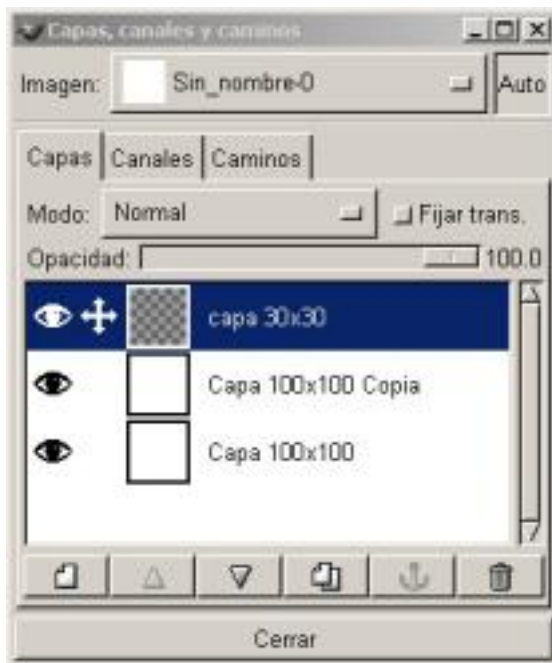 Capas, canales y caminos
Imagen: Sin_nombre-0 Auto
Capas Canales Caminos
Modo: Normal Fijar trans.
Opacidad: 100.0
capa 30x30
Capa 100x100 Copia
Capa 100x100
Cerrar